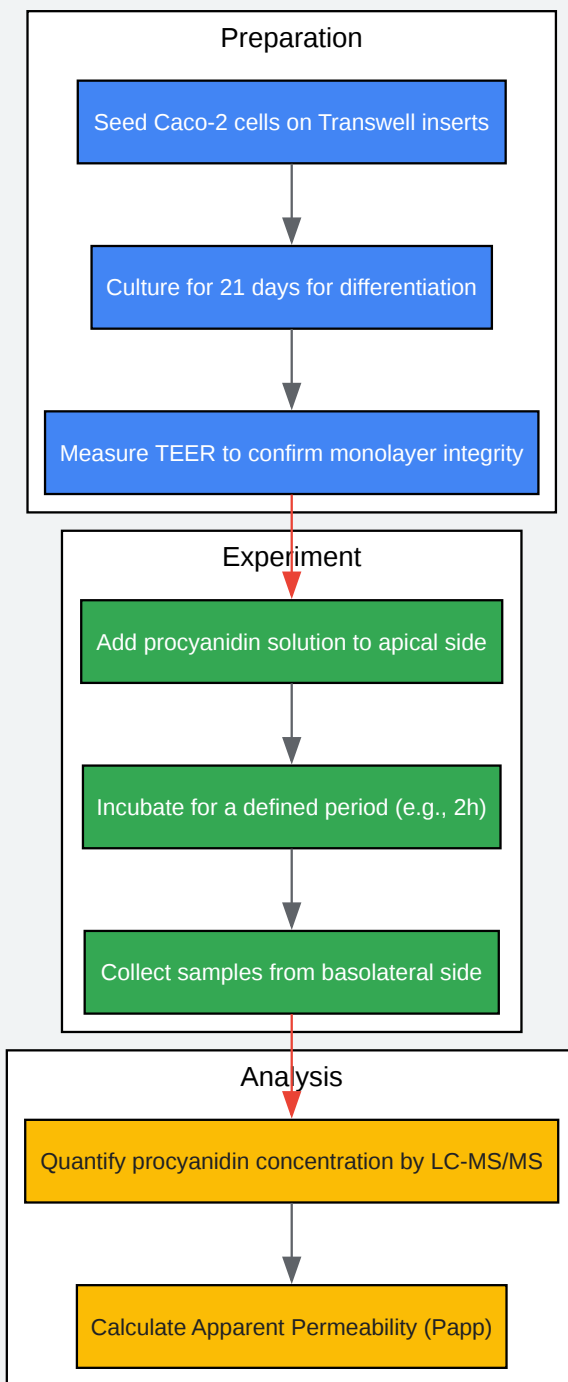 Preparation
Seed Caco-2 cells on Transwell inserts
Culture for 21 days for differentiation
Measure TEER to confirm monolayer integrity
Experiment
Add procyanidin solution to apical side
Incubate for a defined period (e.g., 2h)
Collect samples from basolateral side
Analysis
Quantify procyanidin concentration by LC-MS/MS
Calculate Apparent Permeability (Papp)